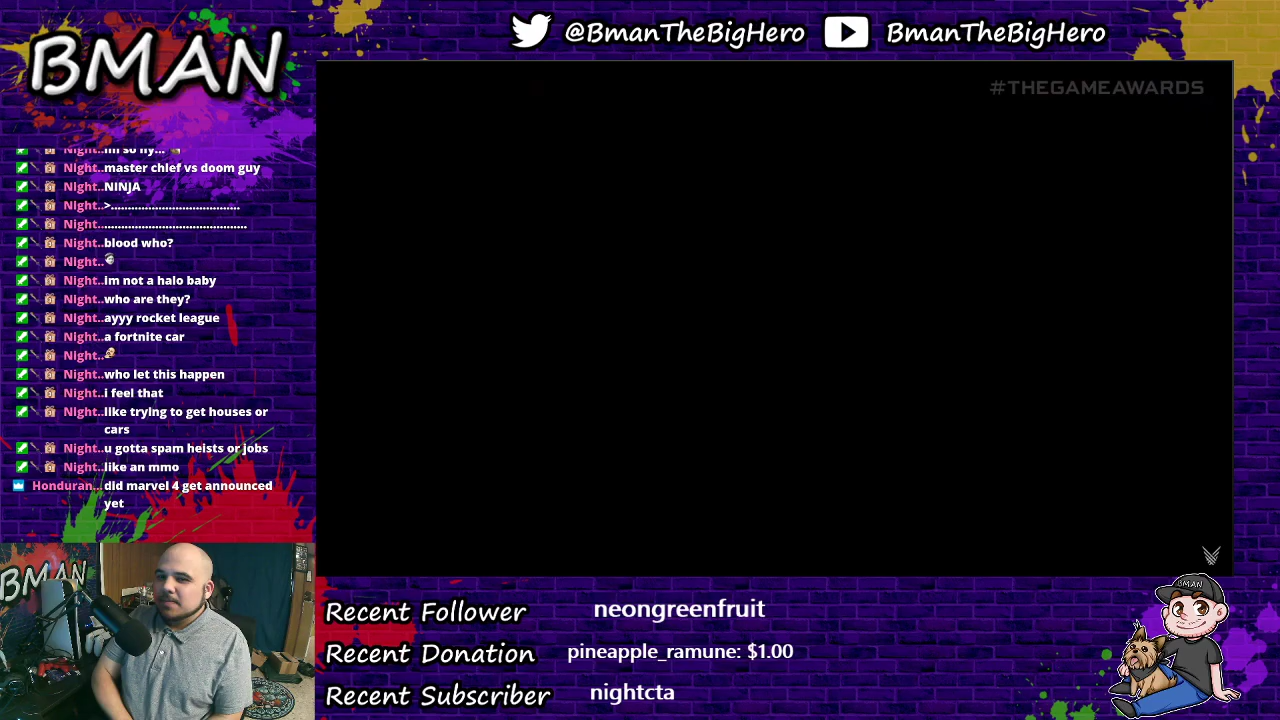 BMAN
@BmanTheBigHero
BmanTheBigHero
#THEGAMEAWARDS
Night..im so hy...
Night..master chief vs doom guy
Night..NINJA
Night..>....................................
Night..........................................
Night..blood who?
Night..
Night..im not a halo baby
Night..who are they?
Night..ayyy rocket league
Night..a fortnite car
Night..
Night..who let this happen
Night..i feel that
Night..like trying to get houses or
cars
Night..u gotta spam heists or jobs
Night..like an mmo
Honduran...did marvel 4 get announced
yet
BMAN
Recent Follower neongreenfruit
Recent Donation pineapple_ramune: $1.00
Recent Subscriber nightcta
BMAN